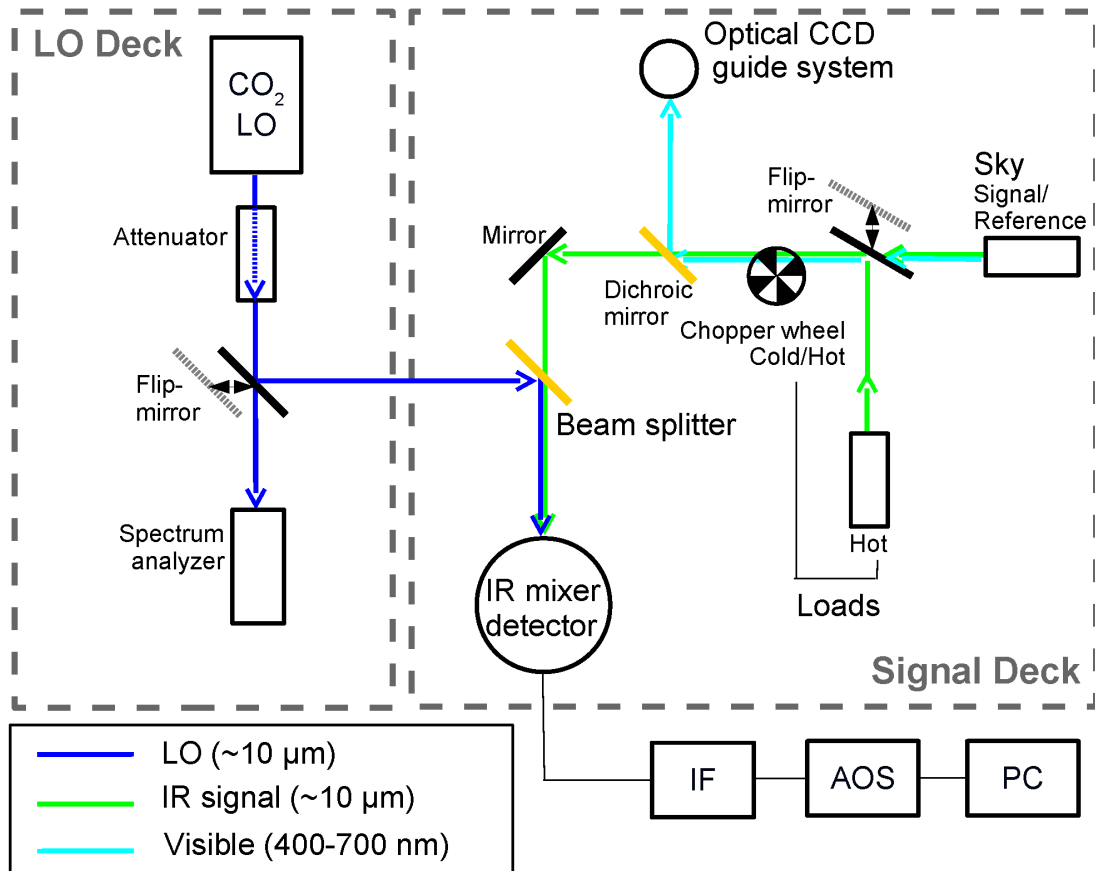 LO Deck
CO₂
LO
Attenuator
Flip-
mirror
Spectrum
analyzer
Optical CCD
guide system
Sky
Signal/
Reference
Flip-
mirror
Mirror
Dichroic
mirror
Chopper wheel
Cold/Hot
Beam splitter
Hot
Loads
IR mixer
detector
Signal Deck
LO (~10 µm)
IR signal (~10 µm)
Visible (400-700 nm)
IF
AOS
PC